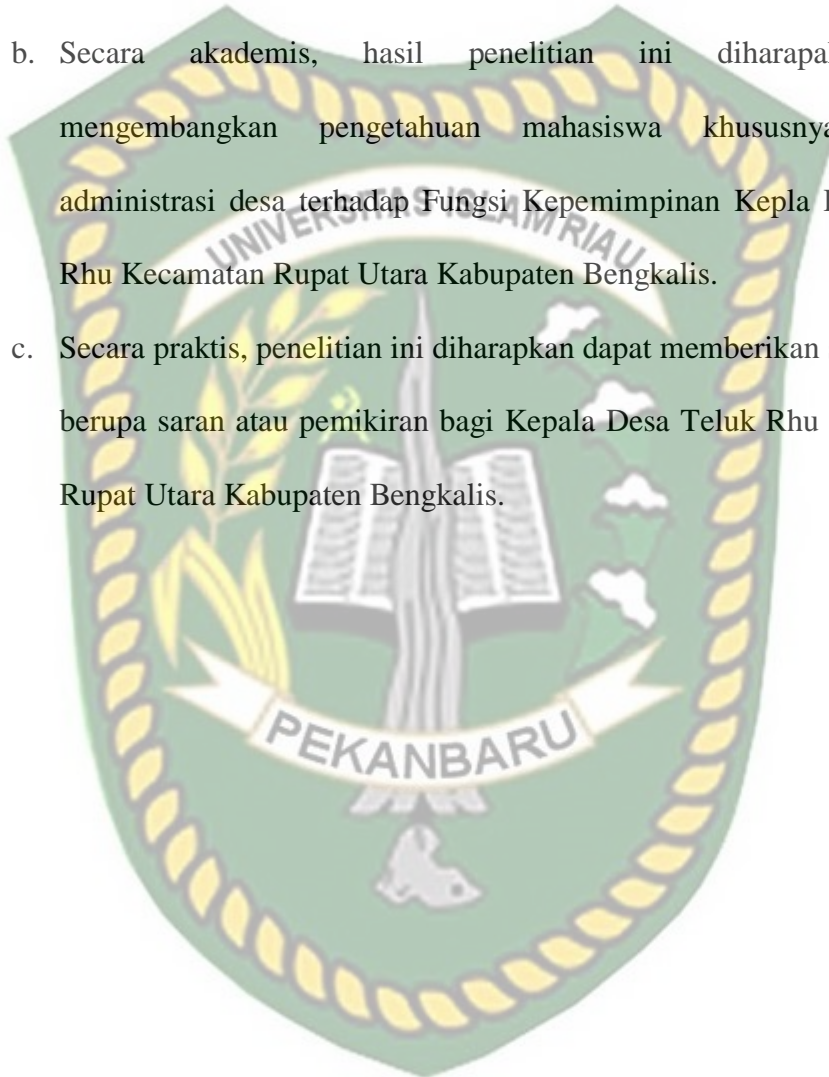 b. Secara akademis, hasil penelitian ini diharapa
mengembangkan pengetahuan mahasiswa khususnya
administrasi desa terhadap Fungsi Kepemimpinan Kepla
Rhu Kecamatan Rupat Utara Kabupaten Bengkalis.
c. Secara praktis, penelitian ini diharapkan dapat memberikan
berupa saran atau pemikiran bagi Kepala Desa Teluk Rhu
Rupat Utara Kabupaten Bengkalis.
UNIVERSITAS ISLAM RIAU
PEKANBARU